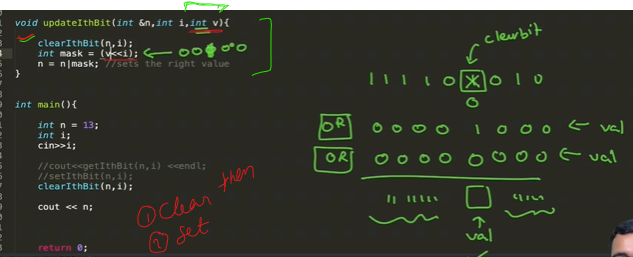 void updateIthBit(int &n,int i,int v){
clearIthBit(n,i);
int mask = (v<<i);
n = n|mask; //sets the right value
}
int main(){
int n = 13;
int i;
cin>>i;
//cout<<getIthBit(n,i) <<endl;
//setIthBit(n,i);
clearIthBit(n,i);
cout << n;
return 0;
clearbit
1 1 1 1 0 X 0 1 0
0
OR 0 0 0 0 1 0 0 0 ← val
OR 0 0 0 0 0 0 0 0 ← val
val
① Clear then
② Set